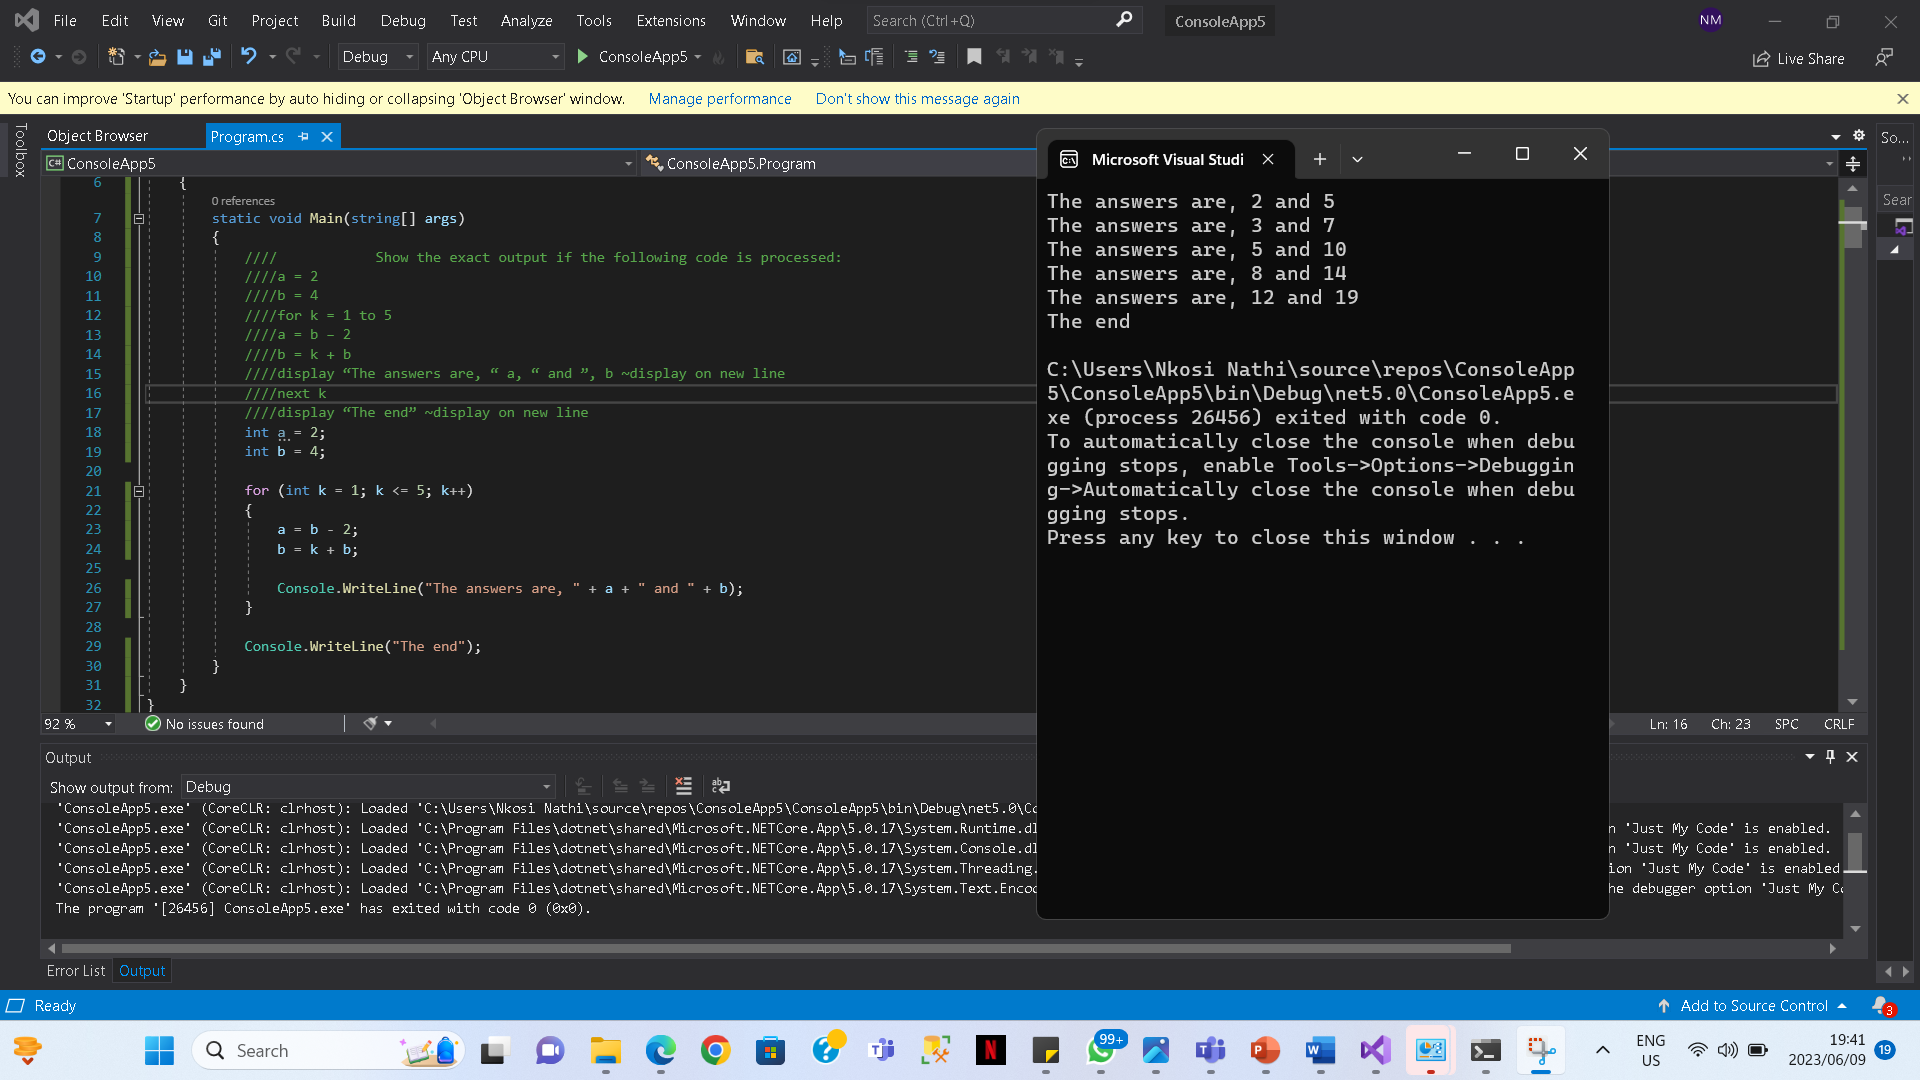 File Edit View Git Project Build Debug Test Analyze Tools Extensions Window Help Search (Ctrl+Q) ConsoleApp5 NM
Debug Any CPU ConsoleApp5 Live Share
You can improve 'Startup' performance by auto hiding or collapsing 'Object Browser' window. Manage performance Don't show this message again
Toolbox
Object Browser Program.cs
C# ConsoleApp5 ConsoleApp5.Program
6 {
0 references
7 static void Main(string[] args)
8 {
9 //// Show the exact output if the following code is processed:
10 ////a = 2
11 ////b = 4
12 ////for k = 1 to 5
13 ////a = b – 2
14 ////b = k + b
15 ////display “The answers are, “ a, “ and ”, b ~display on new line
16 ////next k
17 ////display “The end” ~display on new line
18 int a = 2;
19 int b = 4;
20
21 for (int k = 1; k <= 5; k++)
22 {
23 a = b - 2;
24 b = k + b;
25
26 Console.WriteLine("The answers are, " + a + " and " + b);
27 }
28
29 Console.WriteLine("The end");
30 }
31 }
32 }
92 % No issues found Ln: 16 Ch: 23 SPC CRLF
Microsoft Visual Studi
The answers are, 2 and 5
The answers are, 3 and 7
The answers are, 5 and 10
The answers are, 8 and 14
The answers are, 12 and 19
The end
C:\Users\Nkosi Nathi\source\repos\ConsoleApp
5\ConsoleApp5\bin\Debug\net5.0\ConsoleApp5.e
xe (process 26456) exited with code 0.
To automatically close the console when debu
gging stops, enable Tools->Options->Debuggin
g->Automatically close the console when debu
gging stops.
Press any key to close this window . . .
So...
Sear
Output
Show output from: Debug
'ConsoleApp5.exe' (CoreCLR: clrhost): Loaded 'C:\Users\Nkosi Nathi\source\repos\ConsoleApp5\ConsoleApp5\bin\Debug\net5.0\Co
'ConsoleApp5.exe' (CoreCLR: clrhost): Loaded 'C:\Program Files\dotnet\shared\Microsoft.NETCore.App\5.0.17\System.Runtime.dl n 'Just My Code' is enabled.
'ConsoleApp5.exe' (CoreCLR: clrhost): Loaded 'C:\Program Files\dotnet\shared\Microsoft.NETCore.App\5.0.17\System.Console.dl n 'Just My Code' is enabled.
'ConsoleApp5.exe' (CoreCLR: clrhost): Loaded 'C:\Program Files\dotnet\shared\Microsoft.NETCore.App\5.0.17\System.Threading. ion 'Just My Code' is enabled
'ConsoleApp5.exe' (CoreCLR: clrhost): Loaded 'C:\Program Files\dotnet\shared\Microsoft.NETCore.App\5.0.17\System.Text.Encod he debugger option 'Just My Co
The program '[26456] ConsoleApp5.exe' has exited with code 0 (0x0).
Error List Output
Ready Add to Source Control 3
Search 99+ ENG 19:41
US 2023/06/09 19